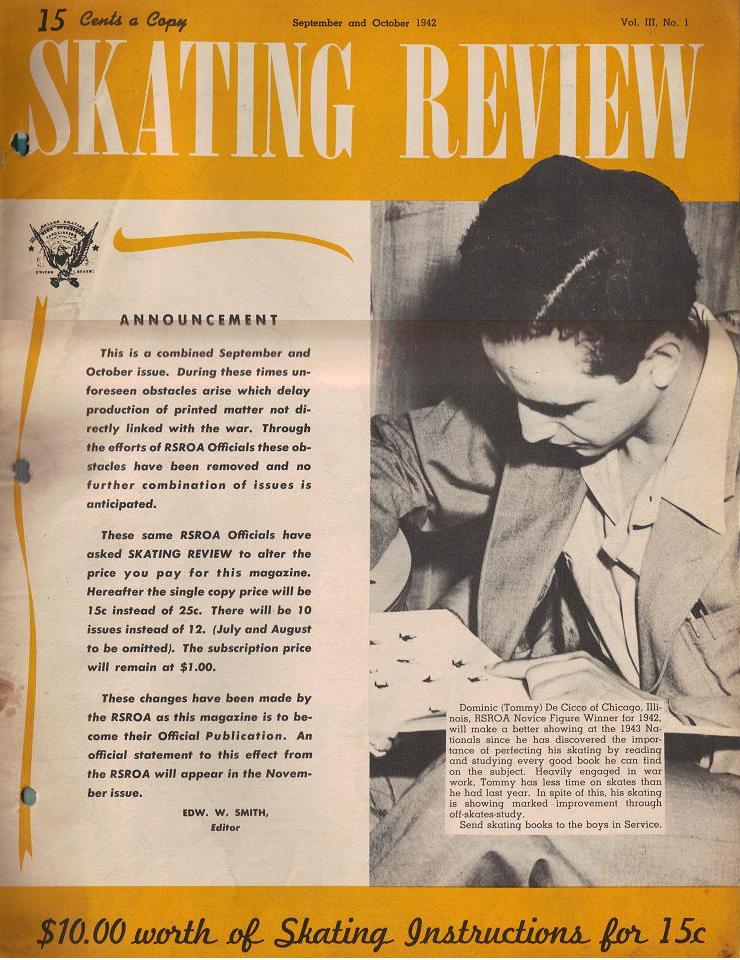 15 Cents a Copy
September and October 1942
Vol. III, No. 1
SKATING REVIEW
ROLLER SKATING
RINK OPERATORS
ASSOCIATION
UNITED STATES
ANNOUNCEMENT
This is a combined September and
October issue. During these times un-
foreseen obstacles arise which delay
production of printed matter not di-
rectly linked with the war. Through
the efforts of RSROA Officials these ob-
stacles have been removed and no
further combination of issues is
anticipated.
These same RSROA Officials have
asked SKATING REVIEW to alter the
price you pay for this magazine.
Hereafter the single copy price will be
15c instead of 25c. There will be 10
issues instead of 12. (July and August
to be omitted). The subscription price
will remain at $1.00.
These changes have been made by
the RSROA as this magazine is to be-
come their Official Publication. An
official statement to this effect from
the RSROA will appear in the Novem-
ber issue.
EDW. W. SMITH,
Editor
Dominic (Tommy) De Cicco of Chicago, Illi-
nois, RSROA Novice Figure Winner for 1942,
will make a better showing at the 1943 Na-
tionals since he has discovered the impor-
tance of perfecting his skating by reading
and studying every good book he can find
on the subject. Heavily engaged in war
work, Tommy has less time on skates than
he had last year. In spite of this, his skating
is showing marked improvement through
off-skates-study.
Send skating books to the boys in Service.
$10.00 worth of Skating Instructions for 15c